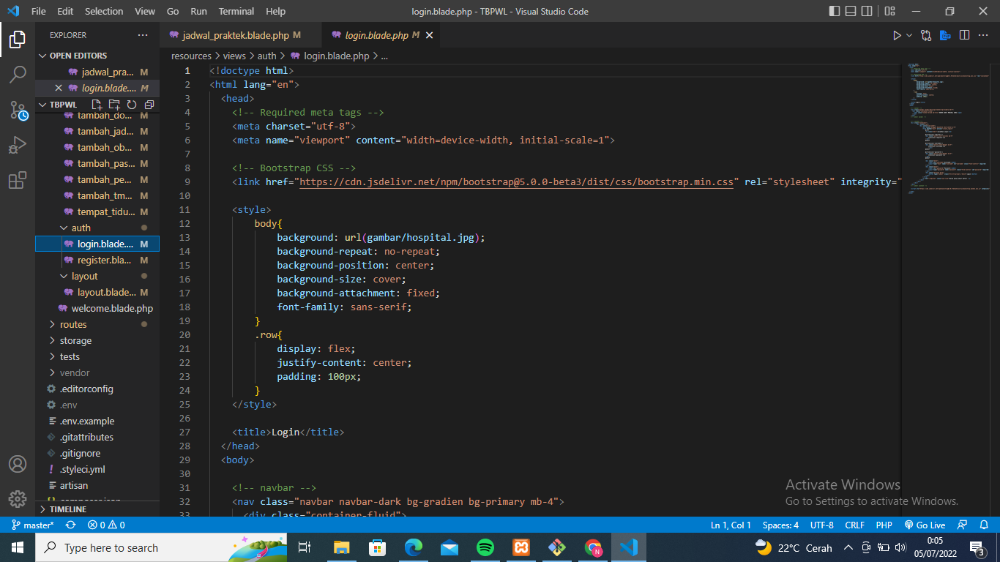 File Edit Selection View Go Run Terminal Help login.blade.php - TBPWL - Visual Studio Code
EXPLORER
OPEN EDITORS
jadwal_pra... M
login.blade.... M
TBPWL
tambah_do... M
tambah_jad... M
tambah_ob... M
tambah_pas... M
tambah_pe... M
tambah_tm... M
tempat_tidu... M
auth
login.blade.... M
register.bla... M
layout
layout.blade... M
welcome.blade.php
routes
storage
tests
vendor
.editorconfig
.env
.env.example
.gitattributes
.gitignore
.styleci.yml
artisan
composer.json
TIMELINE
jadwal_praktek.blade.php M login.blade.php M
resources > views > auth > login.blade.php > ...
1 <!doctype html>
2 <html lang="en">
3 <head>
4 <!-- Required meta tags -->
5 <meta charset="utf-8">
6 <meta name="viewport" content="width=device-width, initial-scale=1">
7
8 <!-- Bootstrap CSS -->
9 <link href="https://cdn.jsdelivr.net/npm/bootstrap@5.0.0-beta3/dist/css/bootstrap.min.css" rel="stylesheet" integrity="
10
11 <style>
12 body{
13 background: url(gambar/hospital.jpg);
14 background-repeat: no-repeat;
15 background-position: center;
16 background-size: cover;
17 background-attachment: fixed;
18 font-family: sans-serif;
19 }
20 .row{
21 display: flex;
22 justify-content: center;
23 padding: 100px;
24 }
25 </style>
26
27 <title>Login</title>
28 </head>
29 <body>
30
31 <!-- navbar -->
32 <nav class="navbar navbar-dark bg-gradien bg-primary mb-4">
33 <div class="container-fluid">
Activate Windows
Go to Settings to activate Windows.
master* 0 0 Ln 1, Col 1 Spaces: 4 UTF-8 CRLF PHP Go Live
Type here to search
22°C Cerah
0:05
05/07/2022
3
N